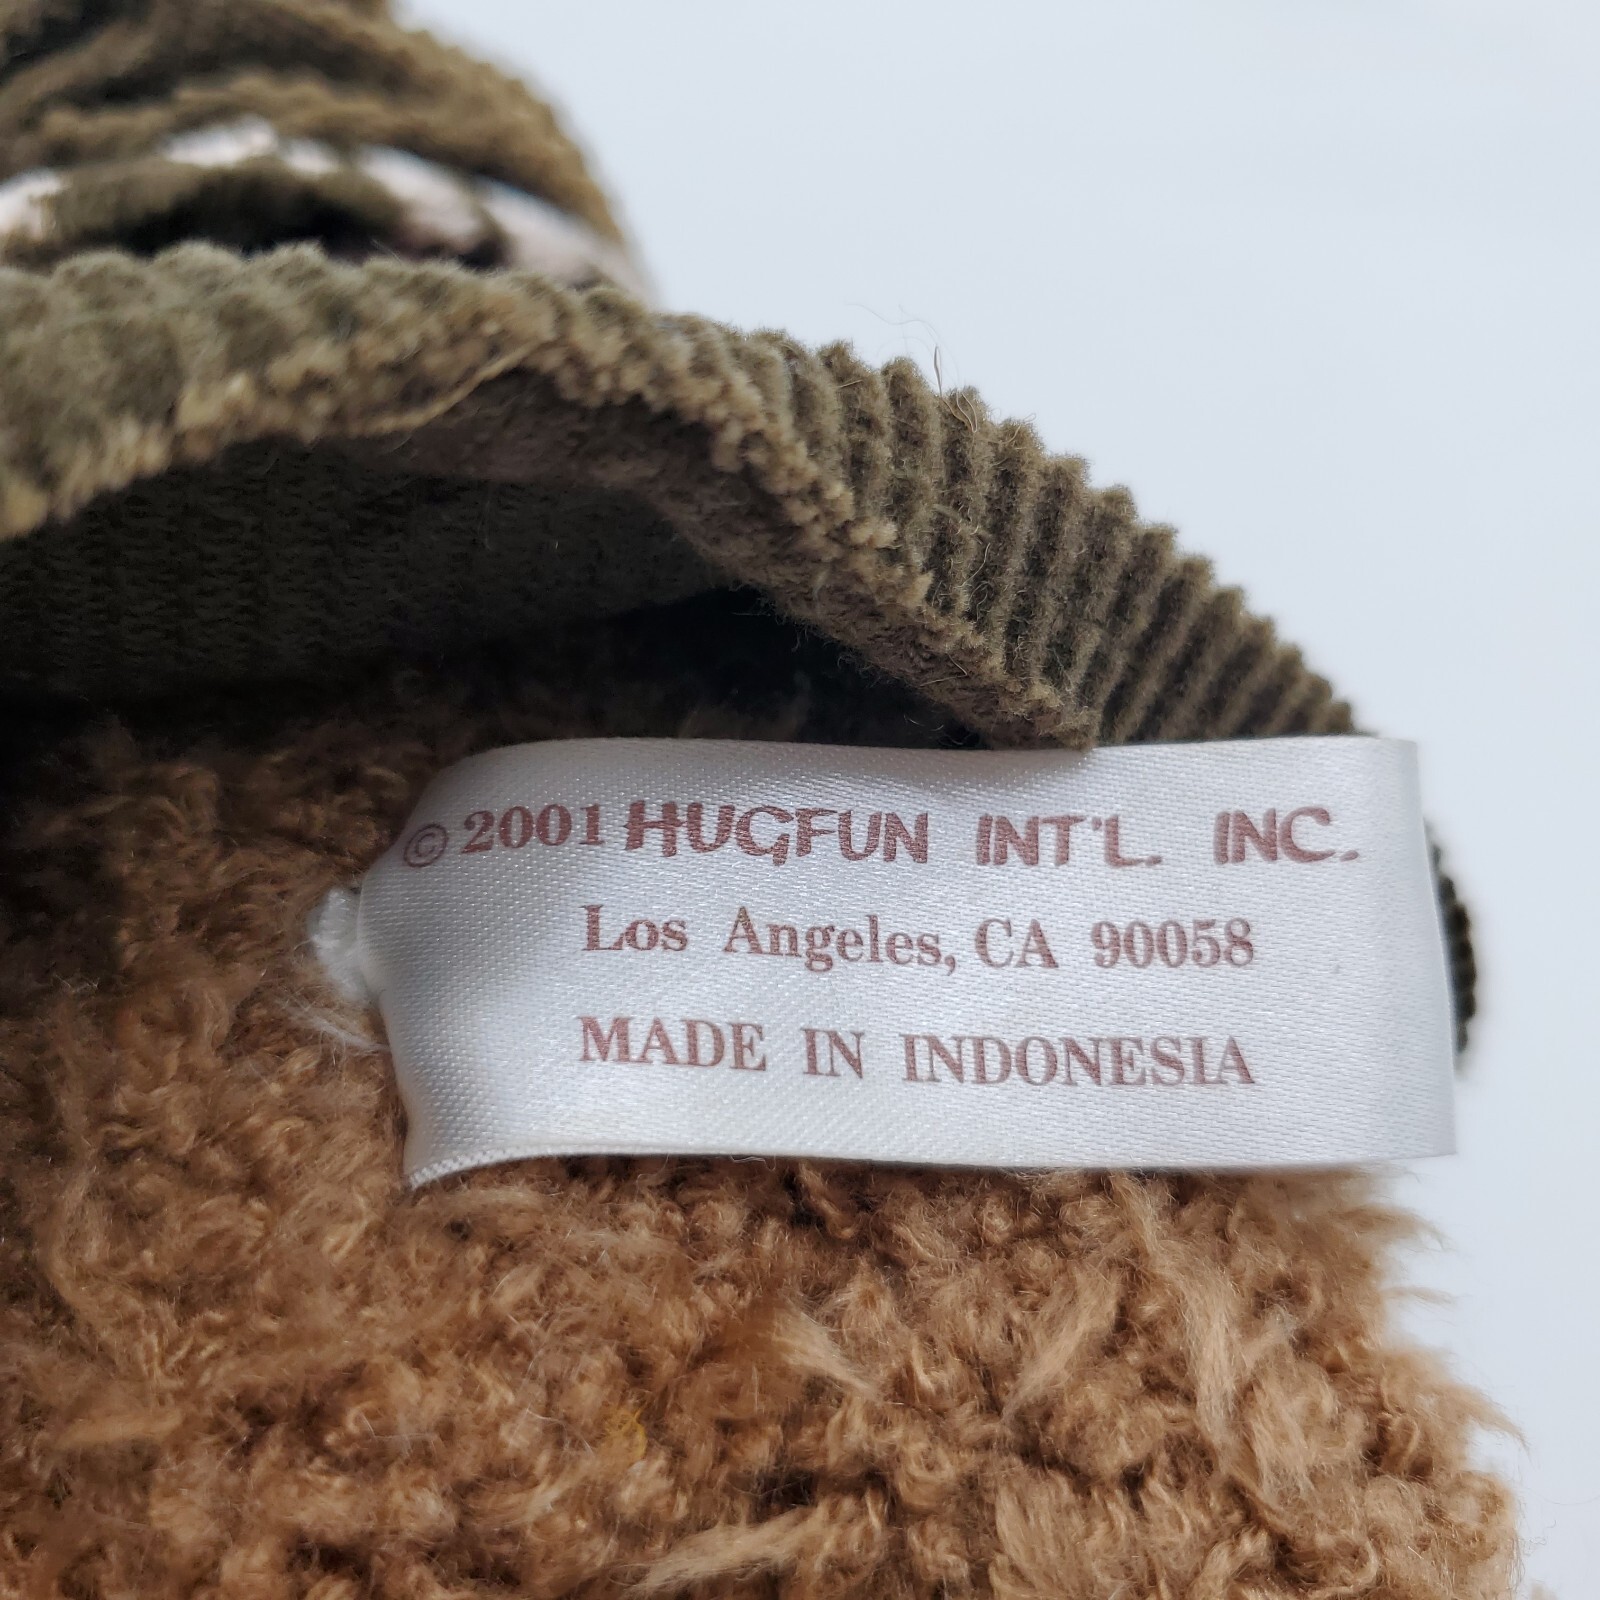 © 2001 HUGFUN INT'L. INC.
Los Angeles, CA 90058
MADE IN INDONESIA